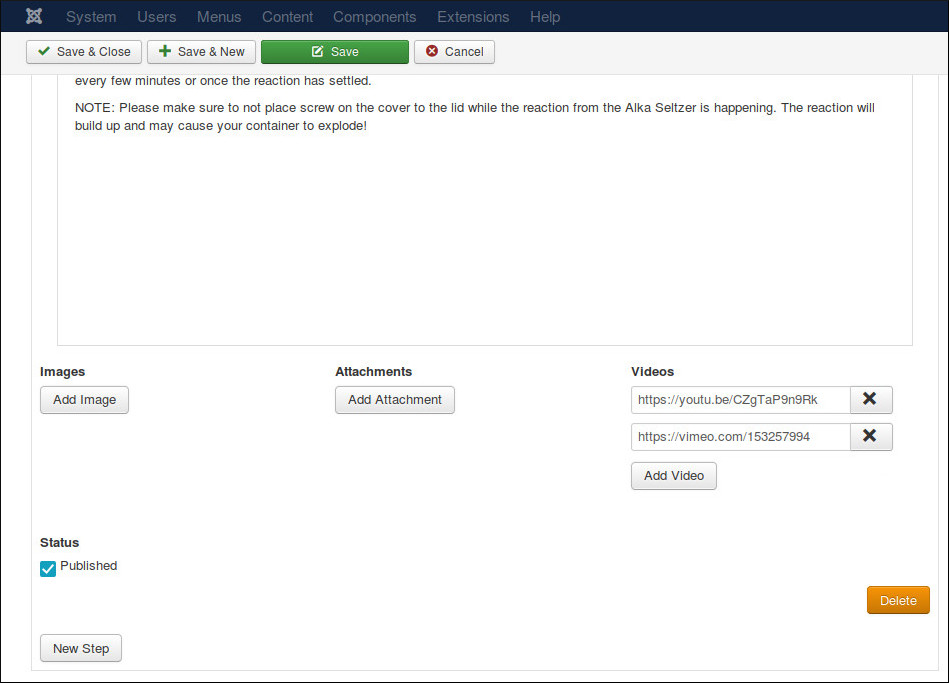 System Users Menus Content Components Extensions Help
Save & Close Save & New Save Cancel
every few minutes or once the reaction has settled.
NOTE: Please make sure to not place screw on the cover to the lid while the reaction from the Alka Seltzer is happening. The reaction will
build up and may cause your container to explode!
Images Attachments Videos
Add Image Add Attachment https://youtu.be/CZgTaP9n9Rk
https://vimeo.com/153257994
Add Video
Status
Published
Delete
New Step